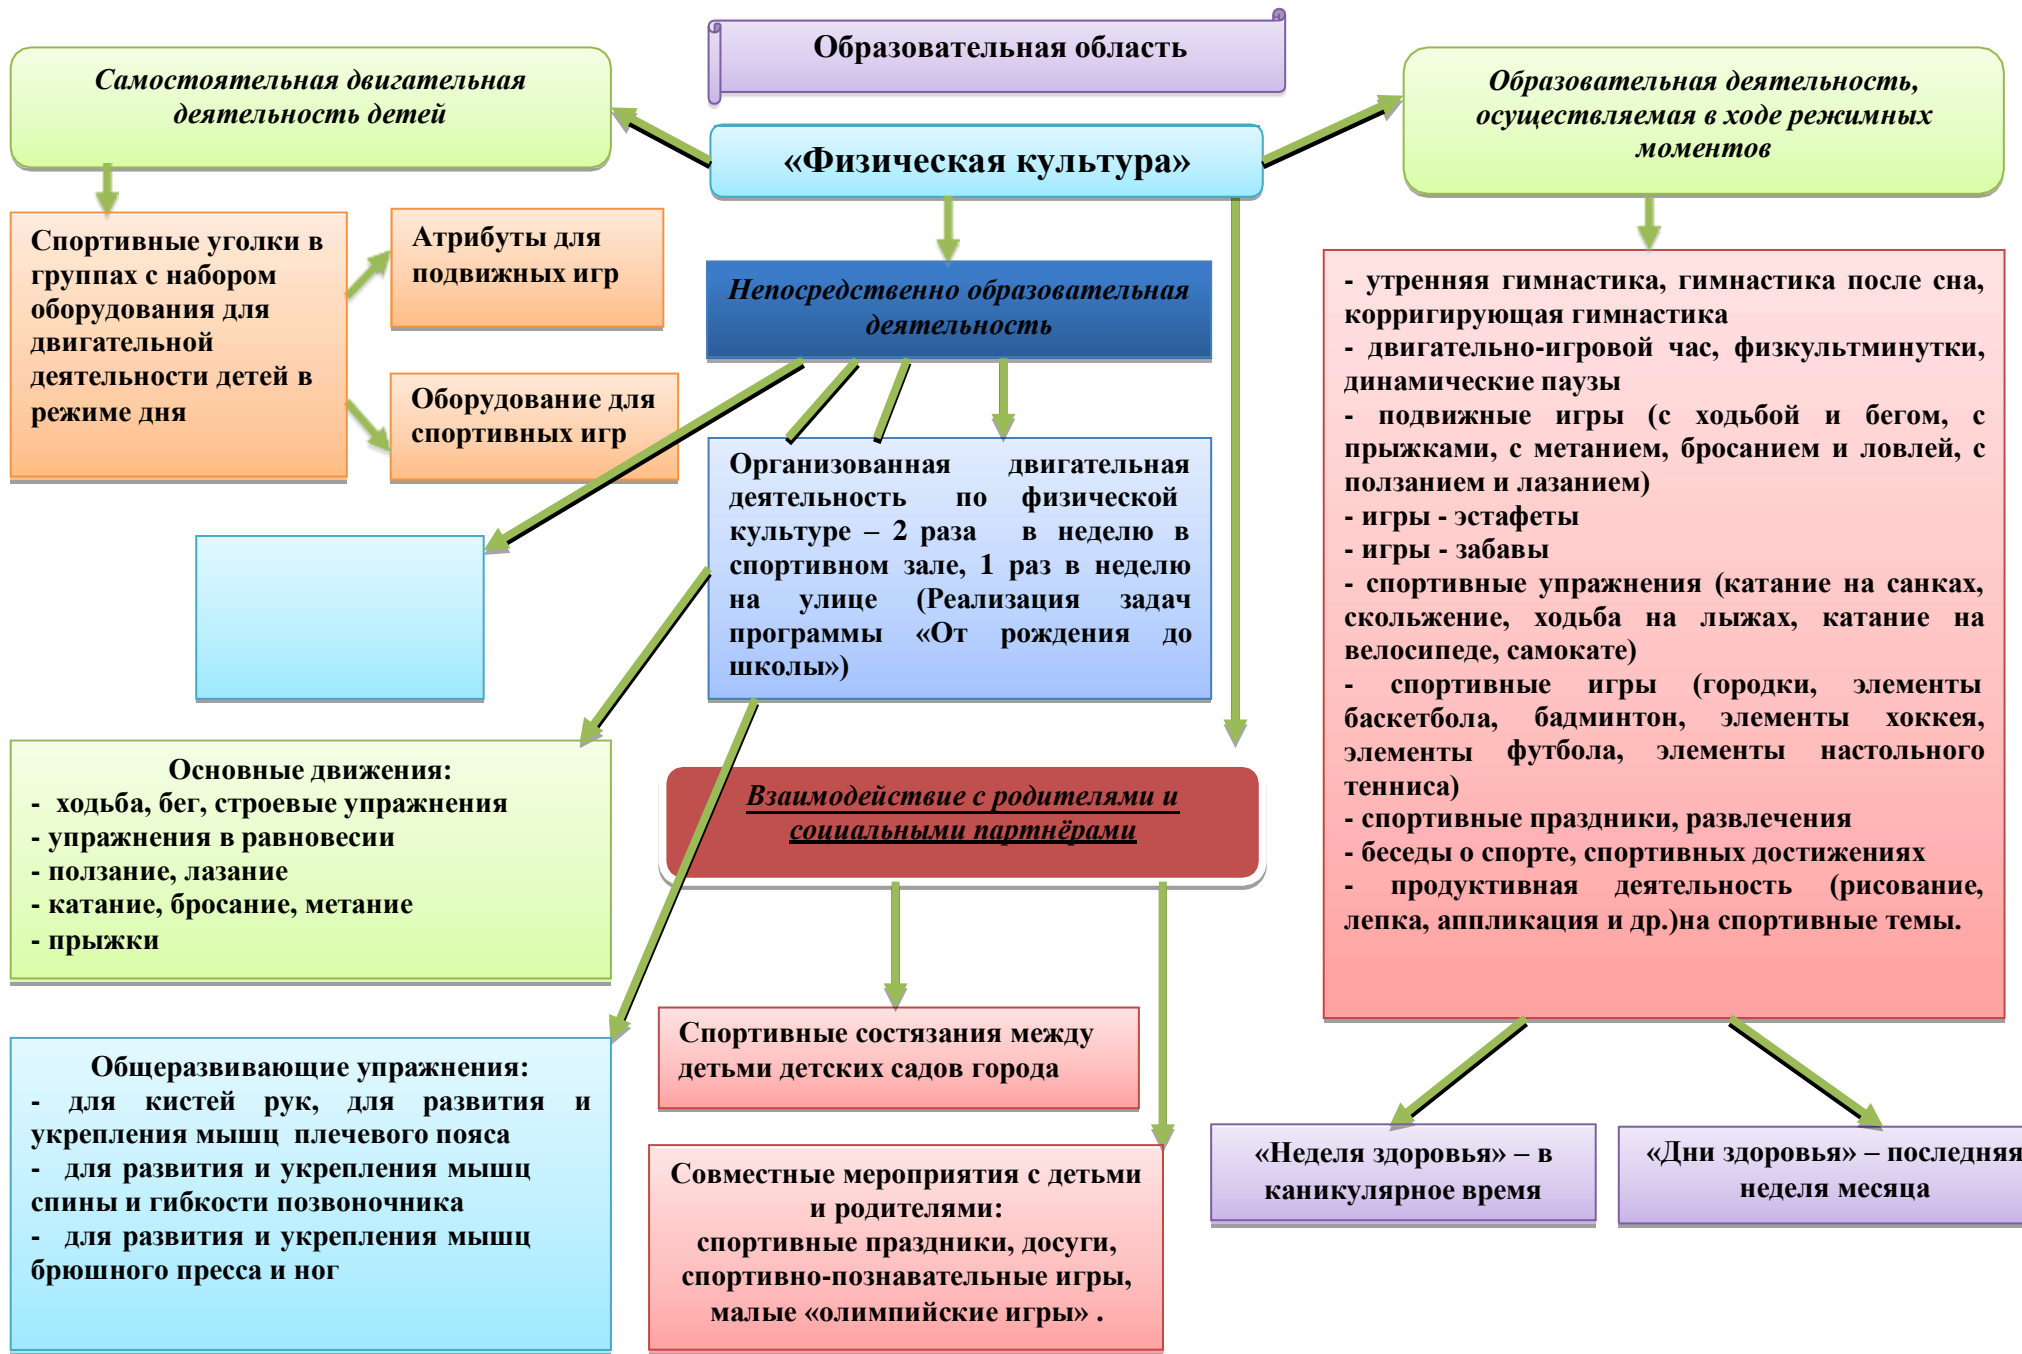 Образовательная область
«Физическая культура»
Самостоятельная двигательная
деятельность детей
Спортивные уголки в
группах с набором
оборудования для
двигательной
деятельности детей в
режиме дня
Атрибуты для
подвижных игр
Оборудование для
спортивных игр
Непосредственно образовательная
деятельность
Организованная двигательная
деятельность по физической
культуре – 2 раза в неделю в
спортивном зале, 1 раз в неделю
на улице (Реализация задач
программы «От рождения до
школы»)
Основные движения:
- ходьба, бег, строевые упражнения
- упражнения в равновесии
- ползание, лазание
- катание, бросание, метание
- прыжки
Общеразвивающие упражнения:
- для кистей рук, для развития и
укрепления мышц плечевого пояса
- для развития и укрепления мышц
спины и гибкости позвоночника
- для развития и укрепления мышц
брюшного пресса и ног
Взаимодействие с родителями и
социальными партнёрами
Спортивные состязания между
детьми детских садов города
Совместные мероприятия с детьми
и родителями:
спортивные праздники, досуги,
спортивно-познавательные игры,
малые «олимпийские игры» .
Образовательная деятельность,
осуществляемая в ходе режимных
моментов
- утренняя гимнастика, гимнастика после сна,
корригирующая гимнастика
- двигательно-игровой час, физкультминутки,
динамические паузы
- подвижные игры (с ходьбой и бегом, с
прыжками, с метанием, бросанием и ловлей, с
ползанием и лазанием)
- игры - эстафеты
- игры - забавы
- спортивные упражнения (катание на санках,
скольжение, ходьба на лыжах, катание на
велосипеде, самокате)
- спортивные игры (городки, элементы
баскетбола, бадминтон, элементы хоккея,
элементы футбола, элементы настольного
тенниса)
- спортивные праздники, развлечения
- беседы о спорте, спортивных достижениях
- продуктивная деятельность (рисование,
лепка, аппликация и др.)на спортивные темы.
«Неделя здоровья» – в
каникулярное время
«Дни здоровья» – последняя
неделя месяца